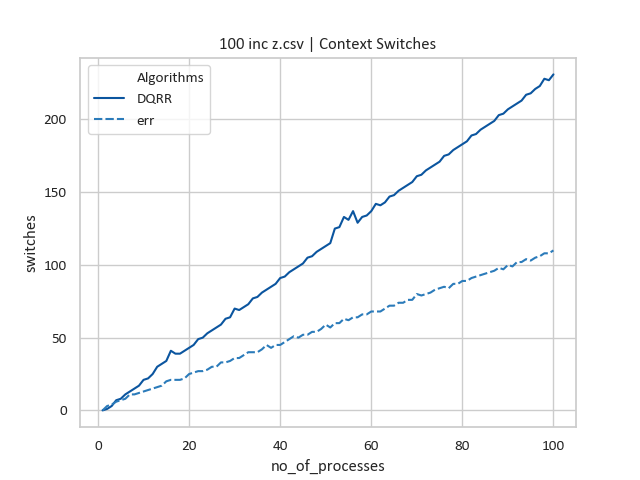 100 inc z.csv | Context Switches
Algorithms
DQRR
err
switches
200
150
100
50
0
0 20 40 60 80 100
no_of_processes